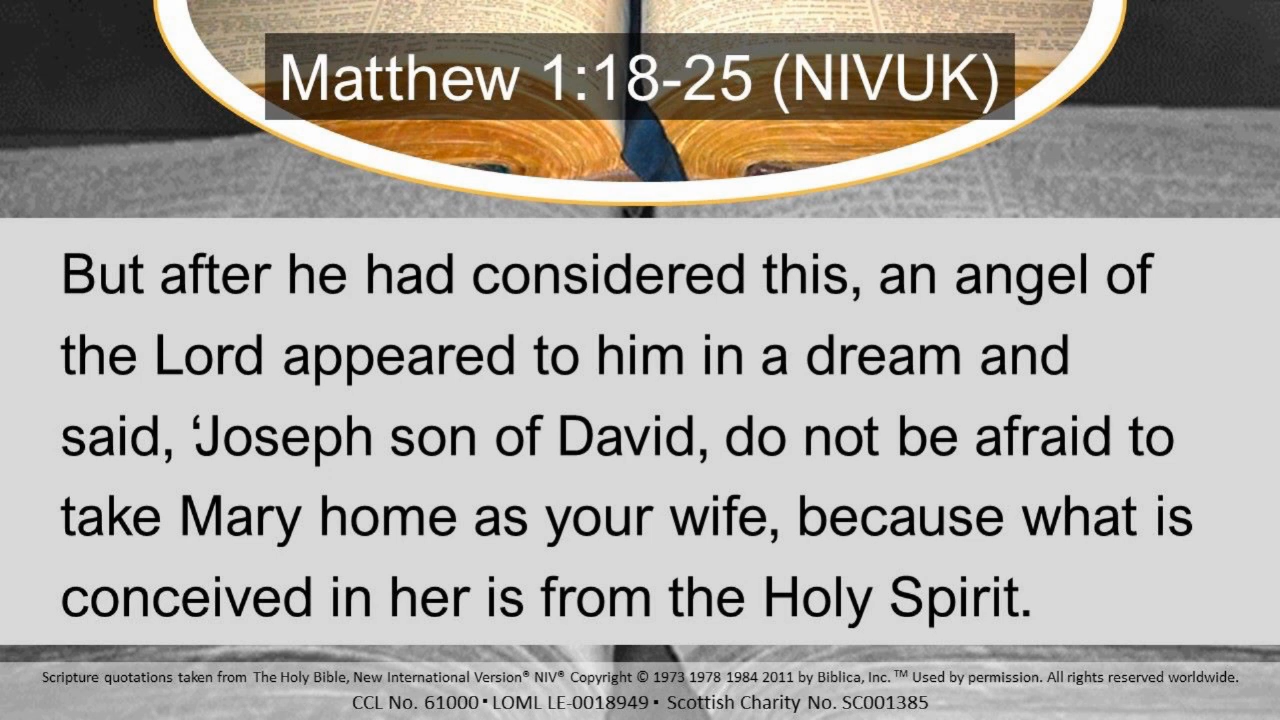 Matthew 1:18-25 (NIVUK)
But after he had considered this, an angel of
the Lord appeared to him in a dream and
said, ‘Joseph son of David, do not be afraid to
take Mary home as your wife, because what is
conceived in her is from the Holy Spirit.
Scripture quotations taken from The Holy Bible, New International Version® NIV® Copyright © 1973 1978 1984 2011 by Biblica, Inc.™ Used by permission. All rights reserved worldwide.
CCL No. 61000▪LOML LE-0018949▪ Scottish Charity No. SC001385